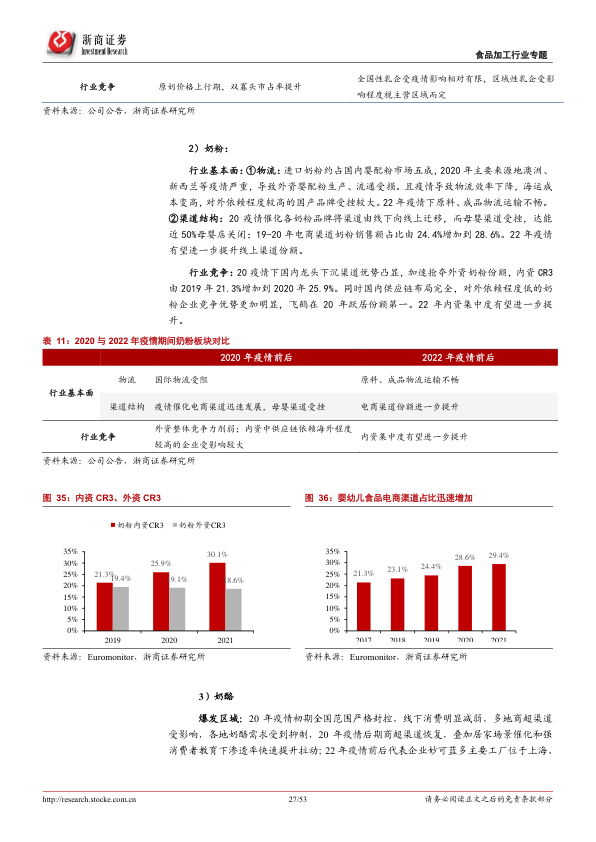 浙商证券
Investment Research
食品加工行业专题
行业竞争 原奶价格上行期，双寡头市占率提升 全国性乳企受疫情影响相对有限，区域性乳企受影
响程度视主营区域而定
资料来源：公司公告，浙商证券研究所
2）奶粉：
行业基本面：①物流：进口奶粉约占国内婴配粉市场五成，2020 年主要来源地澳洲、
新西兰等疫情严重，导致外资婴配粉生产、流通受损。且疫情导致物流效率下降，海运成
本变高，对外依赖程度较高的国产品牌受控较大。22 年疫情下原料、成品物流运输不畅。
②渠道结构：20 疫情催化各奶粉品牌将渠道由线下向线上迁移，而母婴渠道受控，达能
近 50%母婴店关闭；19-20 年电商渠道奶粉销售额占比由 24.4%增加到 28.6%。22 年疫情
有望进一步提升线上渠道份额。
行业竞争：20 疫情下国内龙头下沉渠道优势凸显，加速抢夺外资奶粉份额，内资 CR3
由 2019 年 21.3%增加到 2020 年 25.9%。同时国内供应链布局完全，对外依赖程度低的奶
粉企业竞争优势更加明显，飞鹤在 20 年跃居份额第一。22 年内资集中度有望进一步提
升。
表 11：2020 与 2022 年疫情期间奶粉板块对比
2020 年疫情前后 2022 年疫情前后
行业基本面 物流 国际物流受阻 原料、成品物流运输不畅
渠道结构 疫情催化电商渠道迅速发展，母婴渠道受控 电商渠道份额进一步提升
行业竞争 外资整体竞争力削弱；内资中供应链依赖海外程度
较高的企业受影响较大 内资集中度有望进一步提升
资料来源：公司公告，浙商证券研究所
图 35：内资 CR3、外资 CR3
奶粉内资CR3 奶粉外资CR3
35%
30%
25%
20%
15%
10%
5%
0%
21.3% 19.4% 25.9% 19.1% 30.1% 18.6%
2019 2020 2021
资料来源：Euromonitor，浙商证券研究所
图 36：婴幼儿食品电商渠道占比迅速增加
35%
30%
25%
20%
15%
10%
5%
0%
21.3% 23.1% 24.4% 28.6% 29.4%
2017 2018 2019 2020 2021
资料来源：Euromonitor，浙商证券研究所
3）奶酪
爆发区域：20 年疫情初期全国范围严格封控，线下消费明显减弱，多地商超渠道
受影响，各地奶酪需求受到抑制，20 年疫情后期商超渠道恢复，叠加居家场景催化和强
消费者教育下渗透率快速提升拉动；22 年疫情前后代表企业妙可蓝多主要工厂位于上海、
http://research.stocke.com.cn 27/53 请务必阅读正文之后的免责条款部分